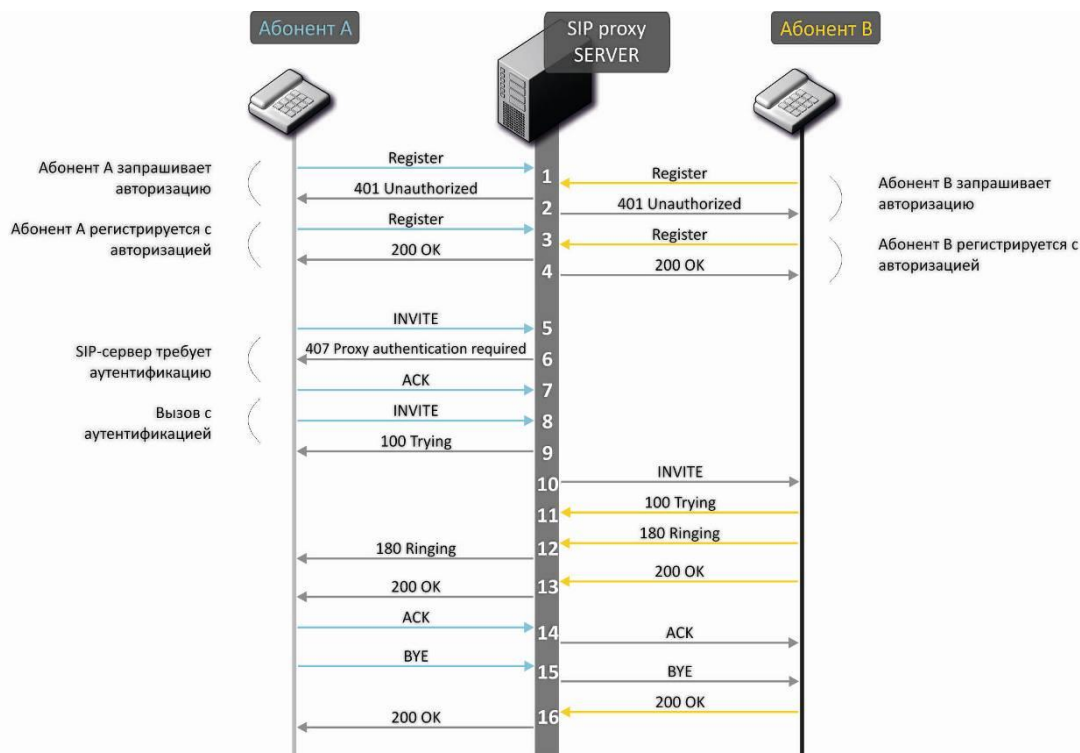 Абонент А
SIP proxy
SERVER
Абонент В
Абонент А запрашивает
авторизацию
Register
1
Register
Абонент В запрашивает
авторизацию
401 Unauthorized
2
401 Unauthorized
Абонент А регистрируется с
авторизацией
Register
3
Register
Абонент В регистрируется с
авторизацией
200 OK
4
200 OK
INVITE
5
SIP-сервер требует
аутентификацию
407 Proxy authentication required
6
ACK
7
Вызов с
аутентификацией
INVITE
8
100 Trying
9
INVITE
10
100 Trying
11
180 Ringing
180 Ringing
12
200 OK
200 OK
13
ACK
14
ACK
BYE
15
BYE
200 OK
16
200 OK